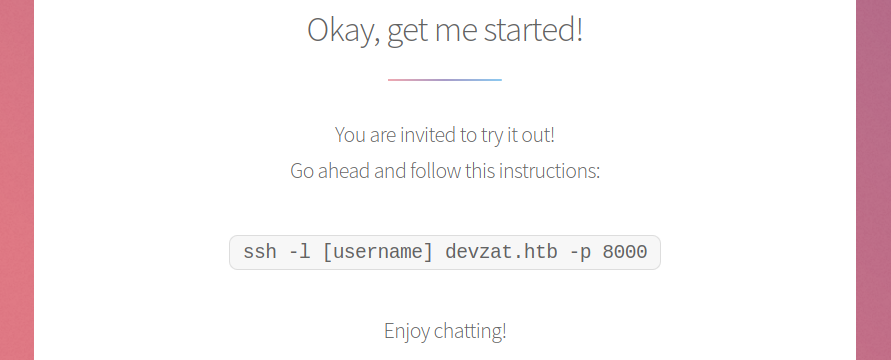 Okay, get me started!
You are invited to try it out!
Go ahead and follow this instructions:
ssh -l [username] devzat.htb -p 8000
Enjoy chatting!